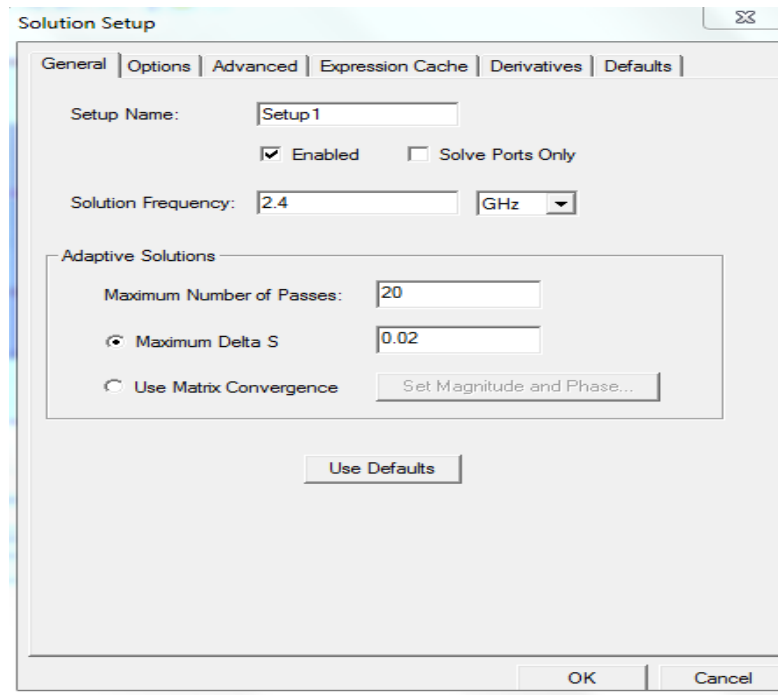 Solution Setup
General Options Advanced Expression Cache Derivatives Defaults
Setup Name: Setup1
Enabled Solve Ports Only
Solution Frequency: 2.4 GHz
Adaptive Solutions
Maximum Number of Passes: 20
Maximum Delta S 0.02
Use Matrix Convergence Set Magnitude and Phase...
Use Defaults
OK Cancel